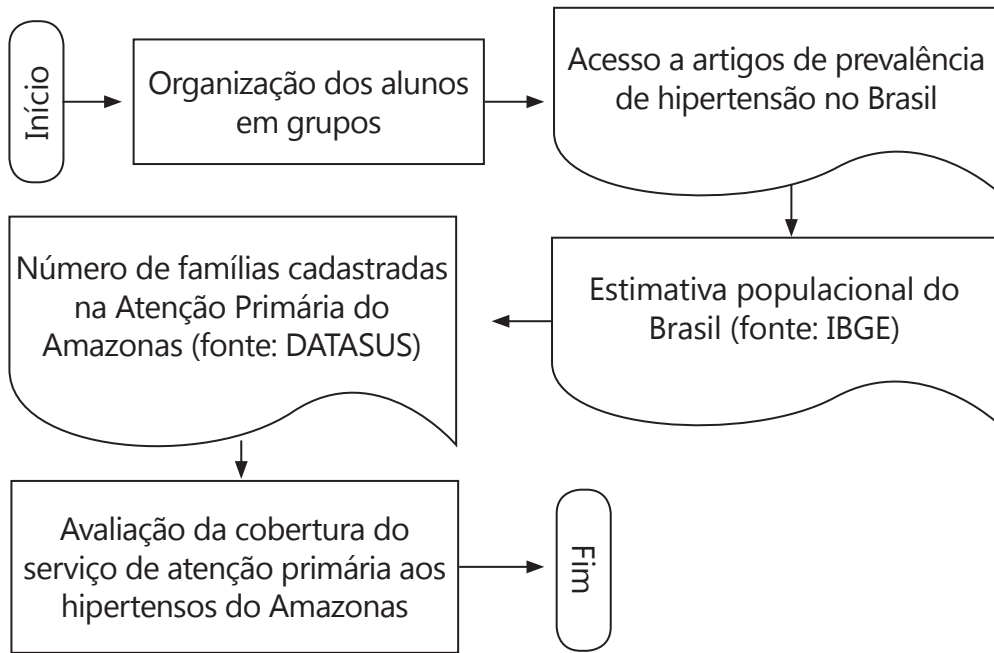 Início
Organização dos alunos
em grupos
Acesso a artigos de prevalência
de hipertensão no Brasil
Estimativa populacional do
Brasil (fonte: IBGE)
Número de famílias cadastradas
na Atenção Primária do
Amazonas (fonte: DATASUS)
Avaliação da cobertura do
serviço de atenção primária aos
hipertensos do Amazonas
Fim